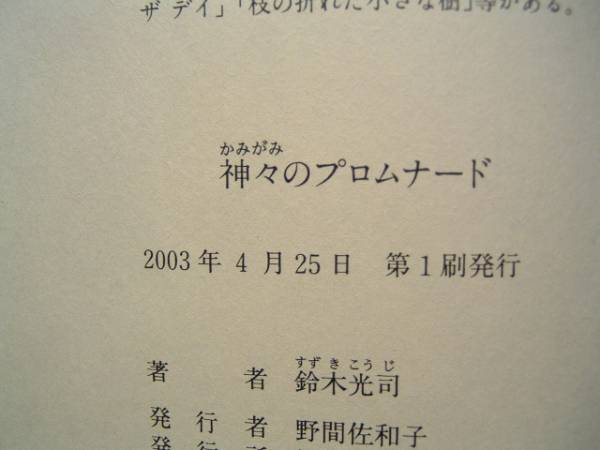 ザ デイ」「枝の折れた小さな樹」等がある。
かみがみ
神々のプロムナード
2003年 4 月 25日 第1刷発行
すず き こう じ
著 者 鈴木光司
発 行 者 野間佐和子
発 行 所